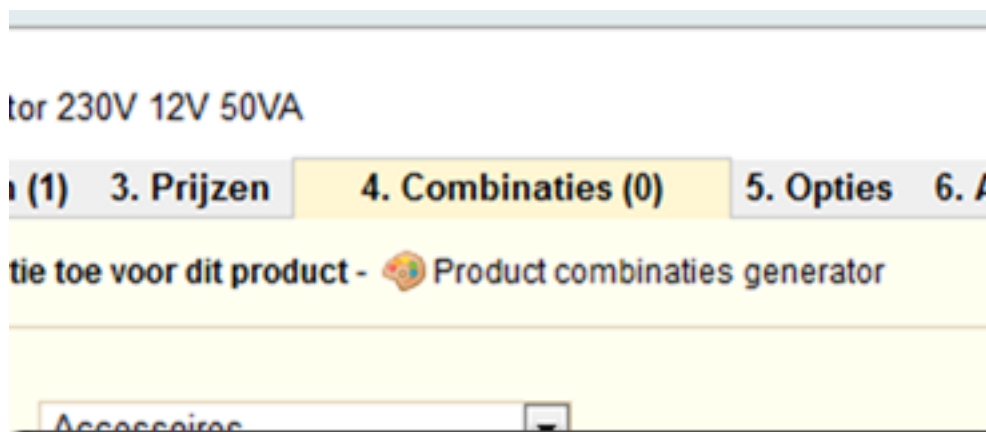 tor 230V 12V 50VA
(1) 3. Prijzen 4. Combinaties (0) 5. Opties 6. A
tie toe voor dit product - Product combinaties generator
Accessoires